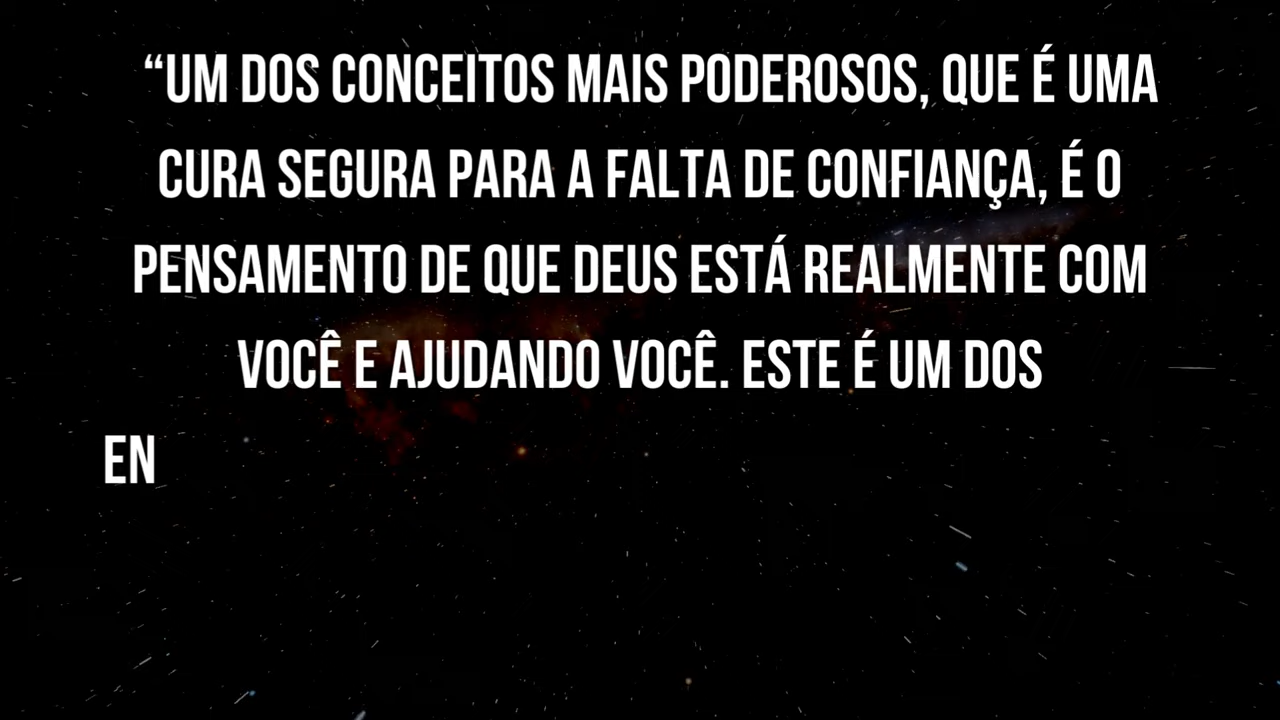 “UM DOS CONCEITOS MAIS PODEROSOS, QUE É UMA
CURA SEGURA PARA A FALTA DE CONFIANÇA, É O
PENSAMENTO DE QUE DEUS ESTÁ REALMENTE COM
VOCÊ E AJUDANDO VOCÊ. ESTE É UM DOS
EN